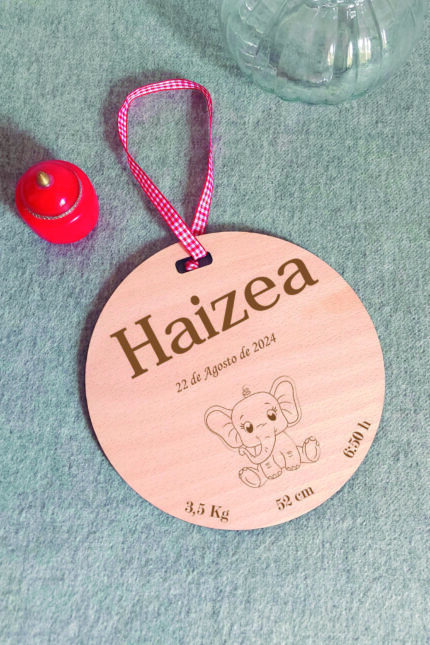 Haizea
22 de Agosto de 2024
3,5 Kg
52 cm
6:50 h